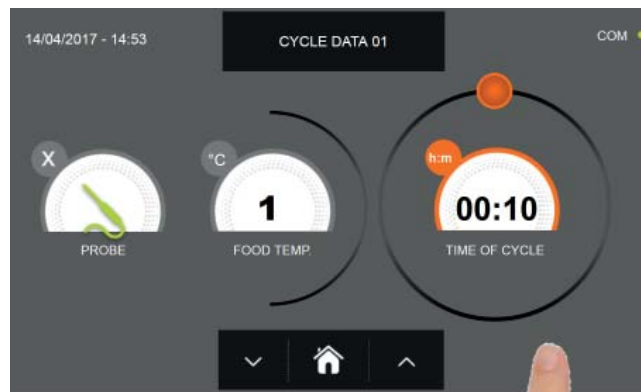 14/04/2017 - 14:53
CYCLE DATA 01
COM
X
°C
h:m
1
00:10
PROBE
FOOD TEMP.
TIME OF CYCLE